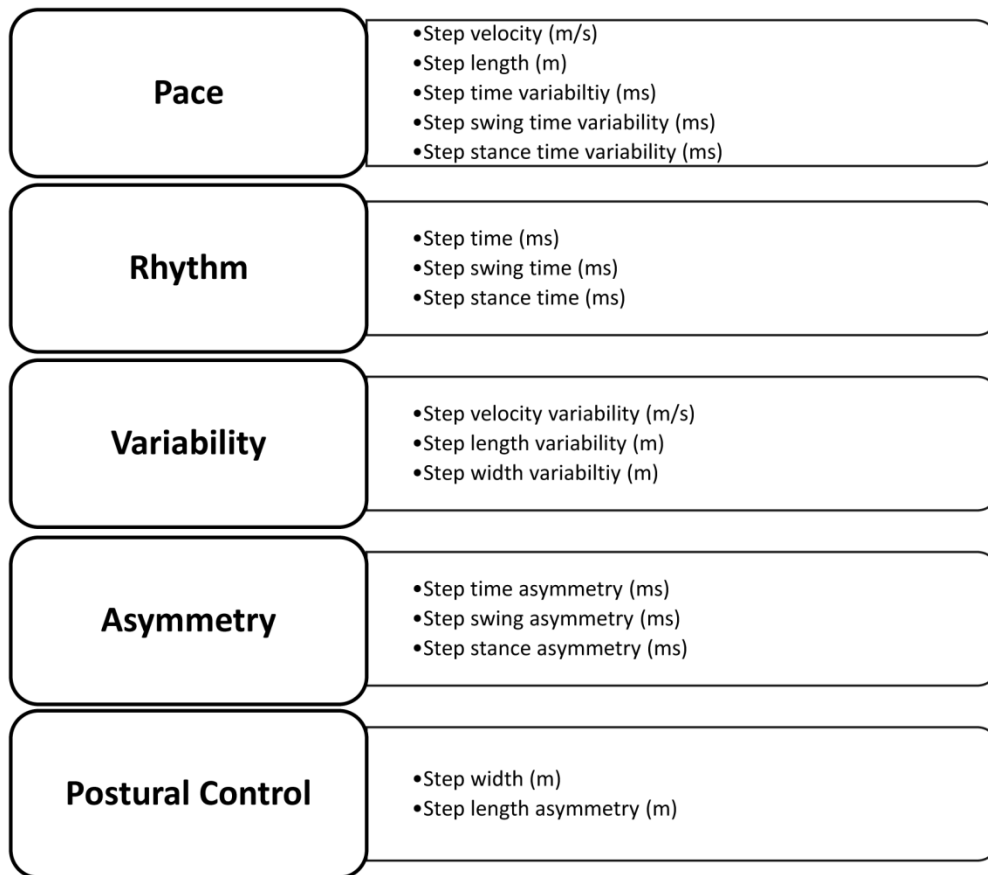 Pace
•Step velocity (m/s)
•Step length (m)
•Step time variabiltiy (ms)
•Step swing time variability (ms)
•Step stance time variability (ms)
Rhythm
•Step time (ms)
•Step swing time (ms)
•Step stance time (ms)
Variability
•Step velocity variability (m/s)
•Step length variability (m)
•Step width variabiltiy (m)
Asymmetry
•Step time asymmetry (ms)
•Step swing asymmetry (ms)
•Step stance asymmetry (ms)
Postural Control
•Step width (m)
•Step length asymmetry (m)